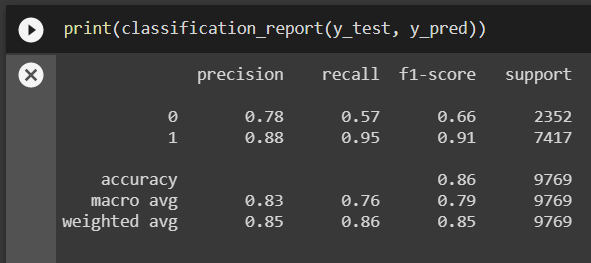 print(classification_report(y_test, y_pred))
precision recall f1-score support
0 0.78 0.57 0.66 2352
1 0.88 0.95 0.91 7417
accuracy 0.86 9769
macro avg 0.83 0.76 0.79 9769
weighted avg 0.85 0.86 0.85 9769